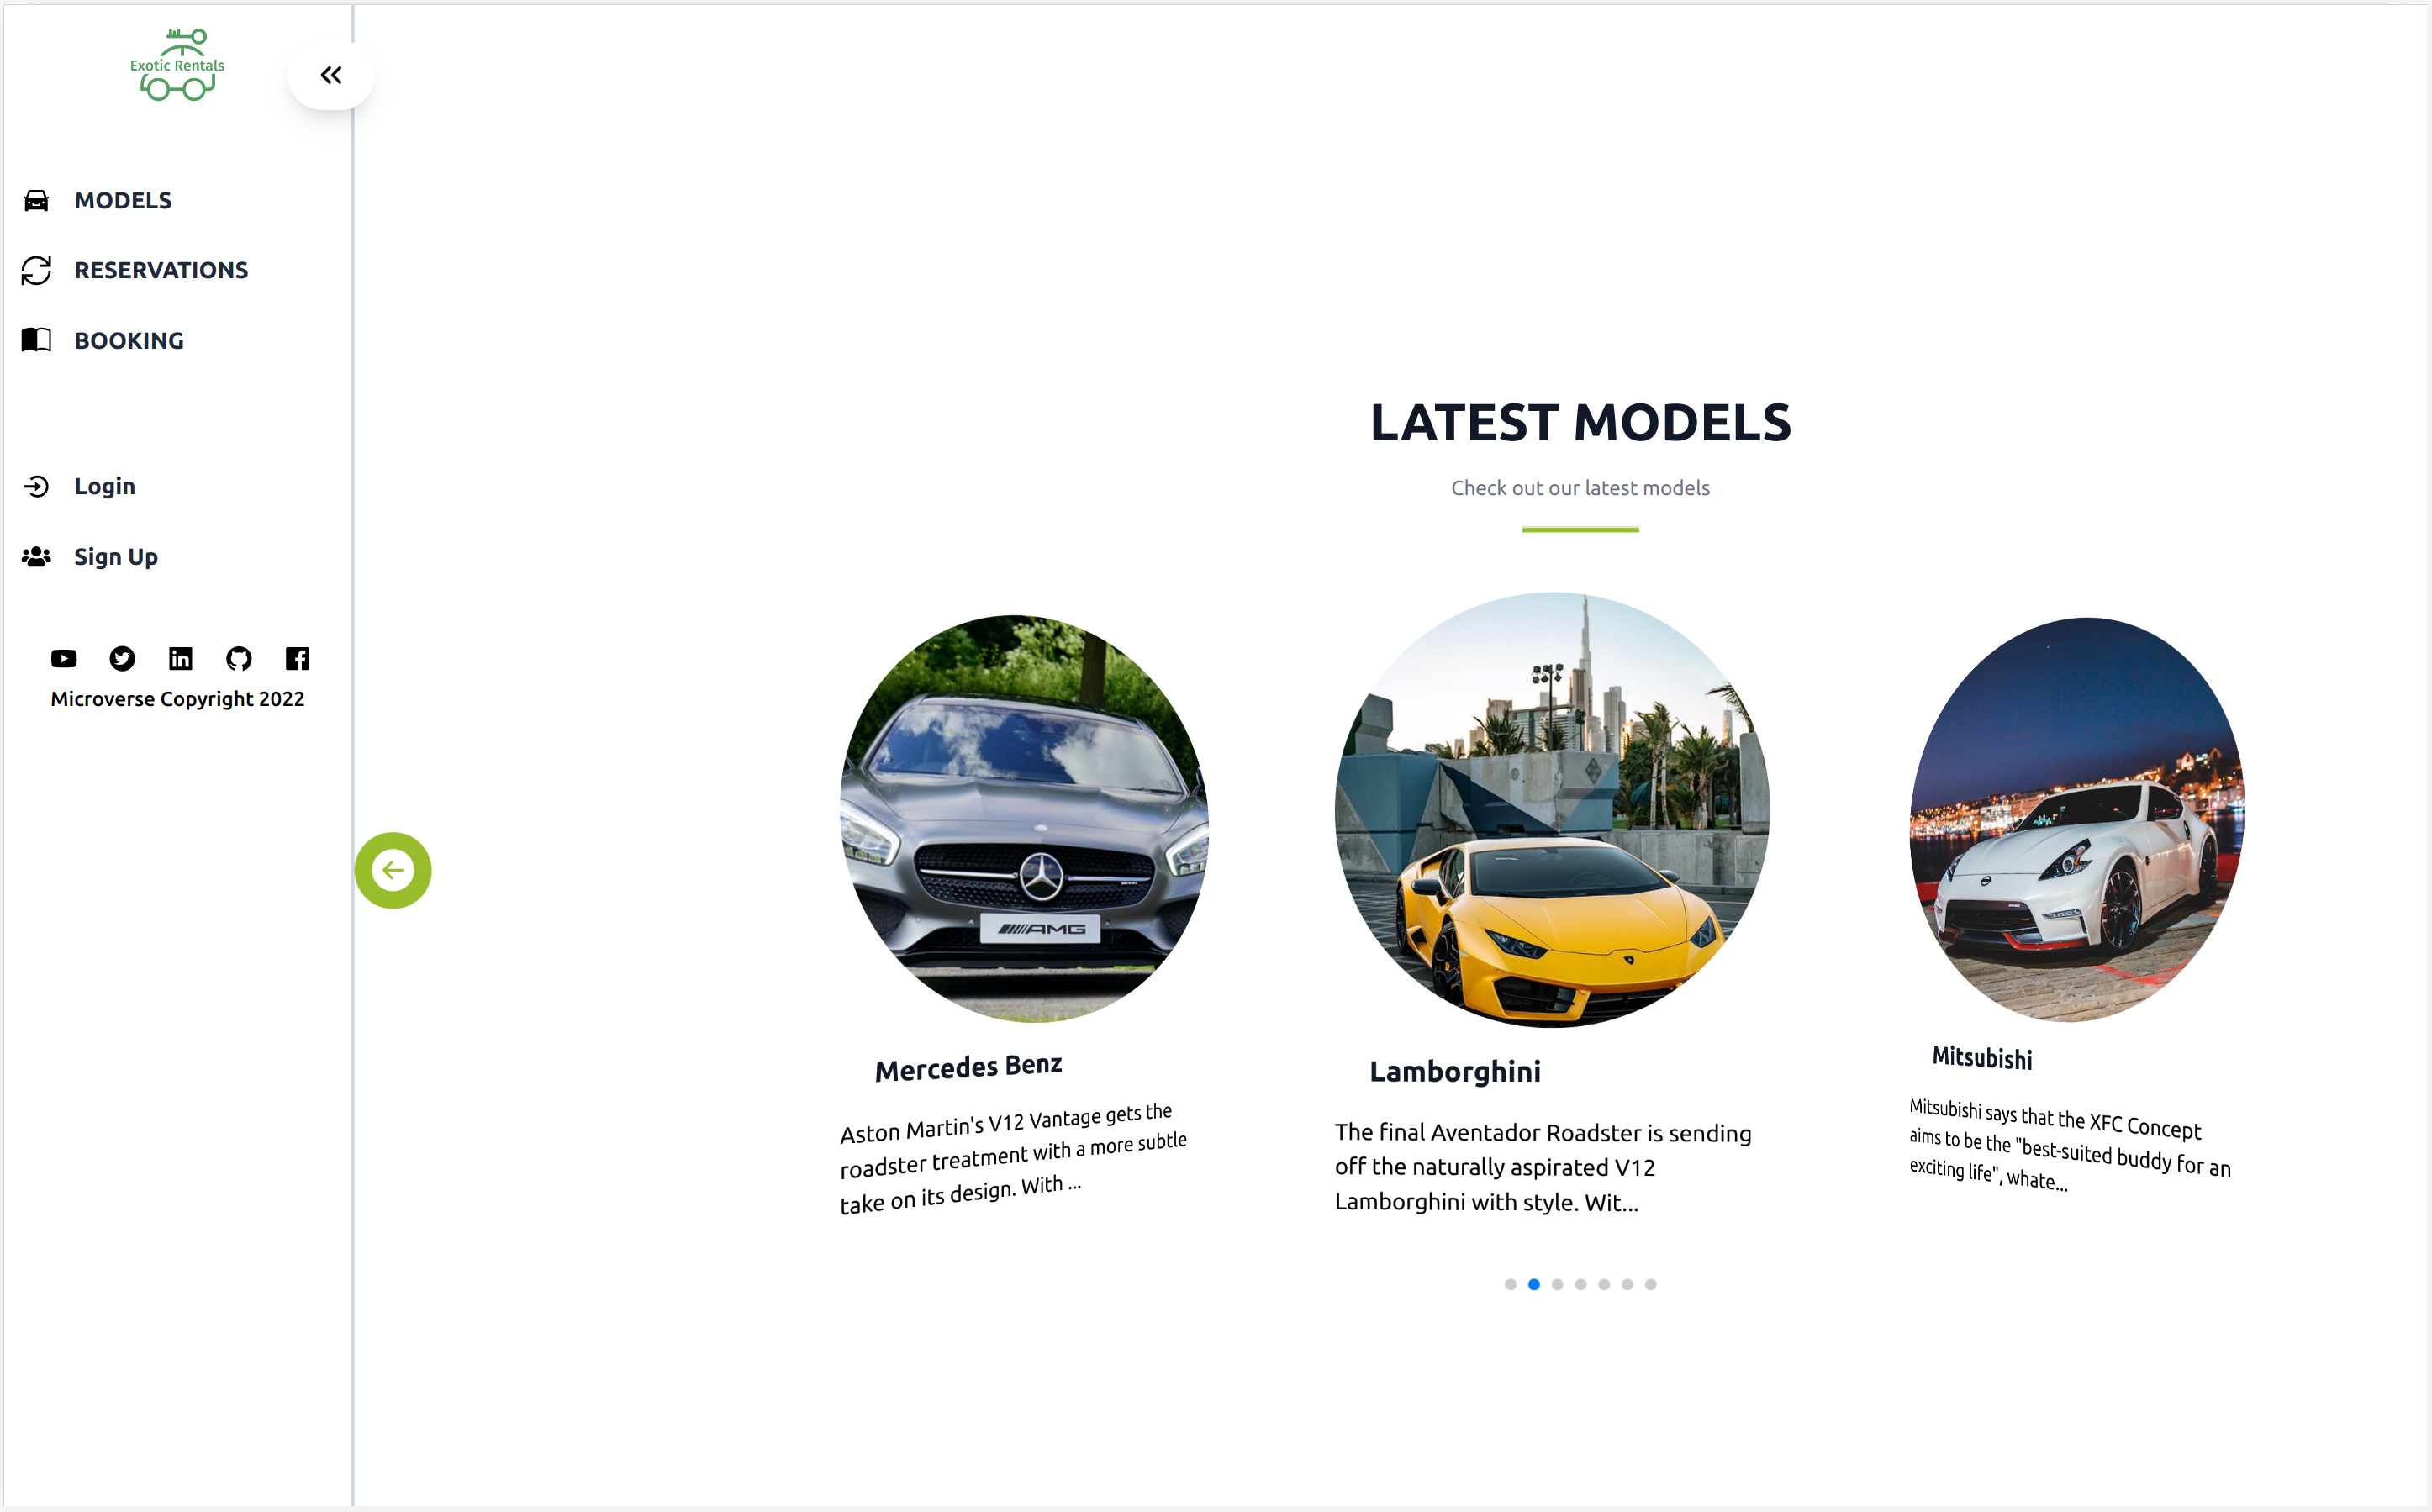 Exotic Rentals
MODELS
RESERVATIONS
BOOKING
Login
Sign Up
Microverse Copyright 2022
LATEST MODELS
Check out our latest models
AMG
Mercedes Benz
Aston Martin's V12 Vantage gets the
roadster treatment with a more subtle
take on its design. With ...
Lamborghini
The final Aventador Roadster is sending
off the naturally aspirated V12
Lamborghini with style. Wit...
Mitsubishi
Mitsubishi says that the XFC Concept
aims to be the "best-suited buddy for an
exciting life", whate...